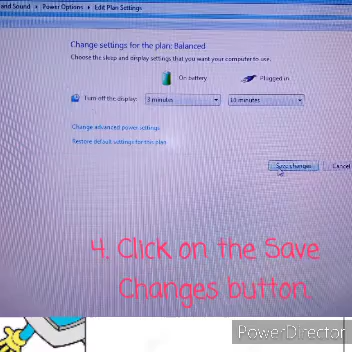 and Sound ▸ Power Options ▸ Edit Plan Settings
Change settings for the plan: Balanced
Choose the sleep and display settings that you want your computer to use.
On battery
Plugged in
Turn off the display:
3 minutes
10 minutes
Change advanced power settings
Restore default settings for this plan
Save changes
Cancel
4. Click on the Save
Changes button.
PowerDirector